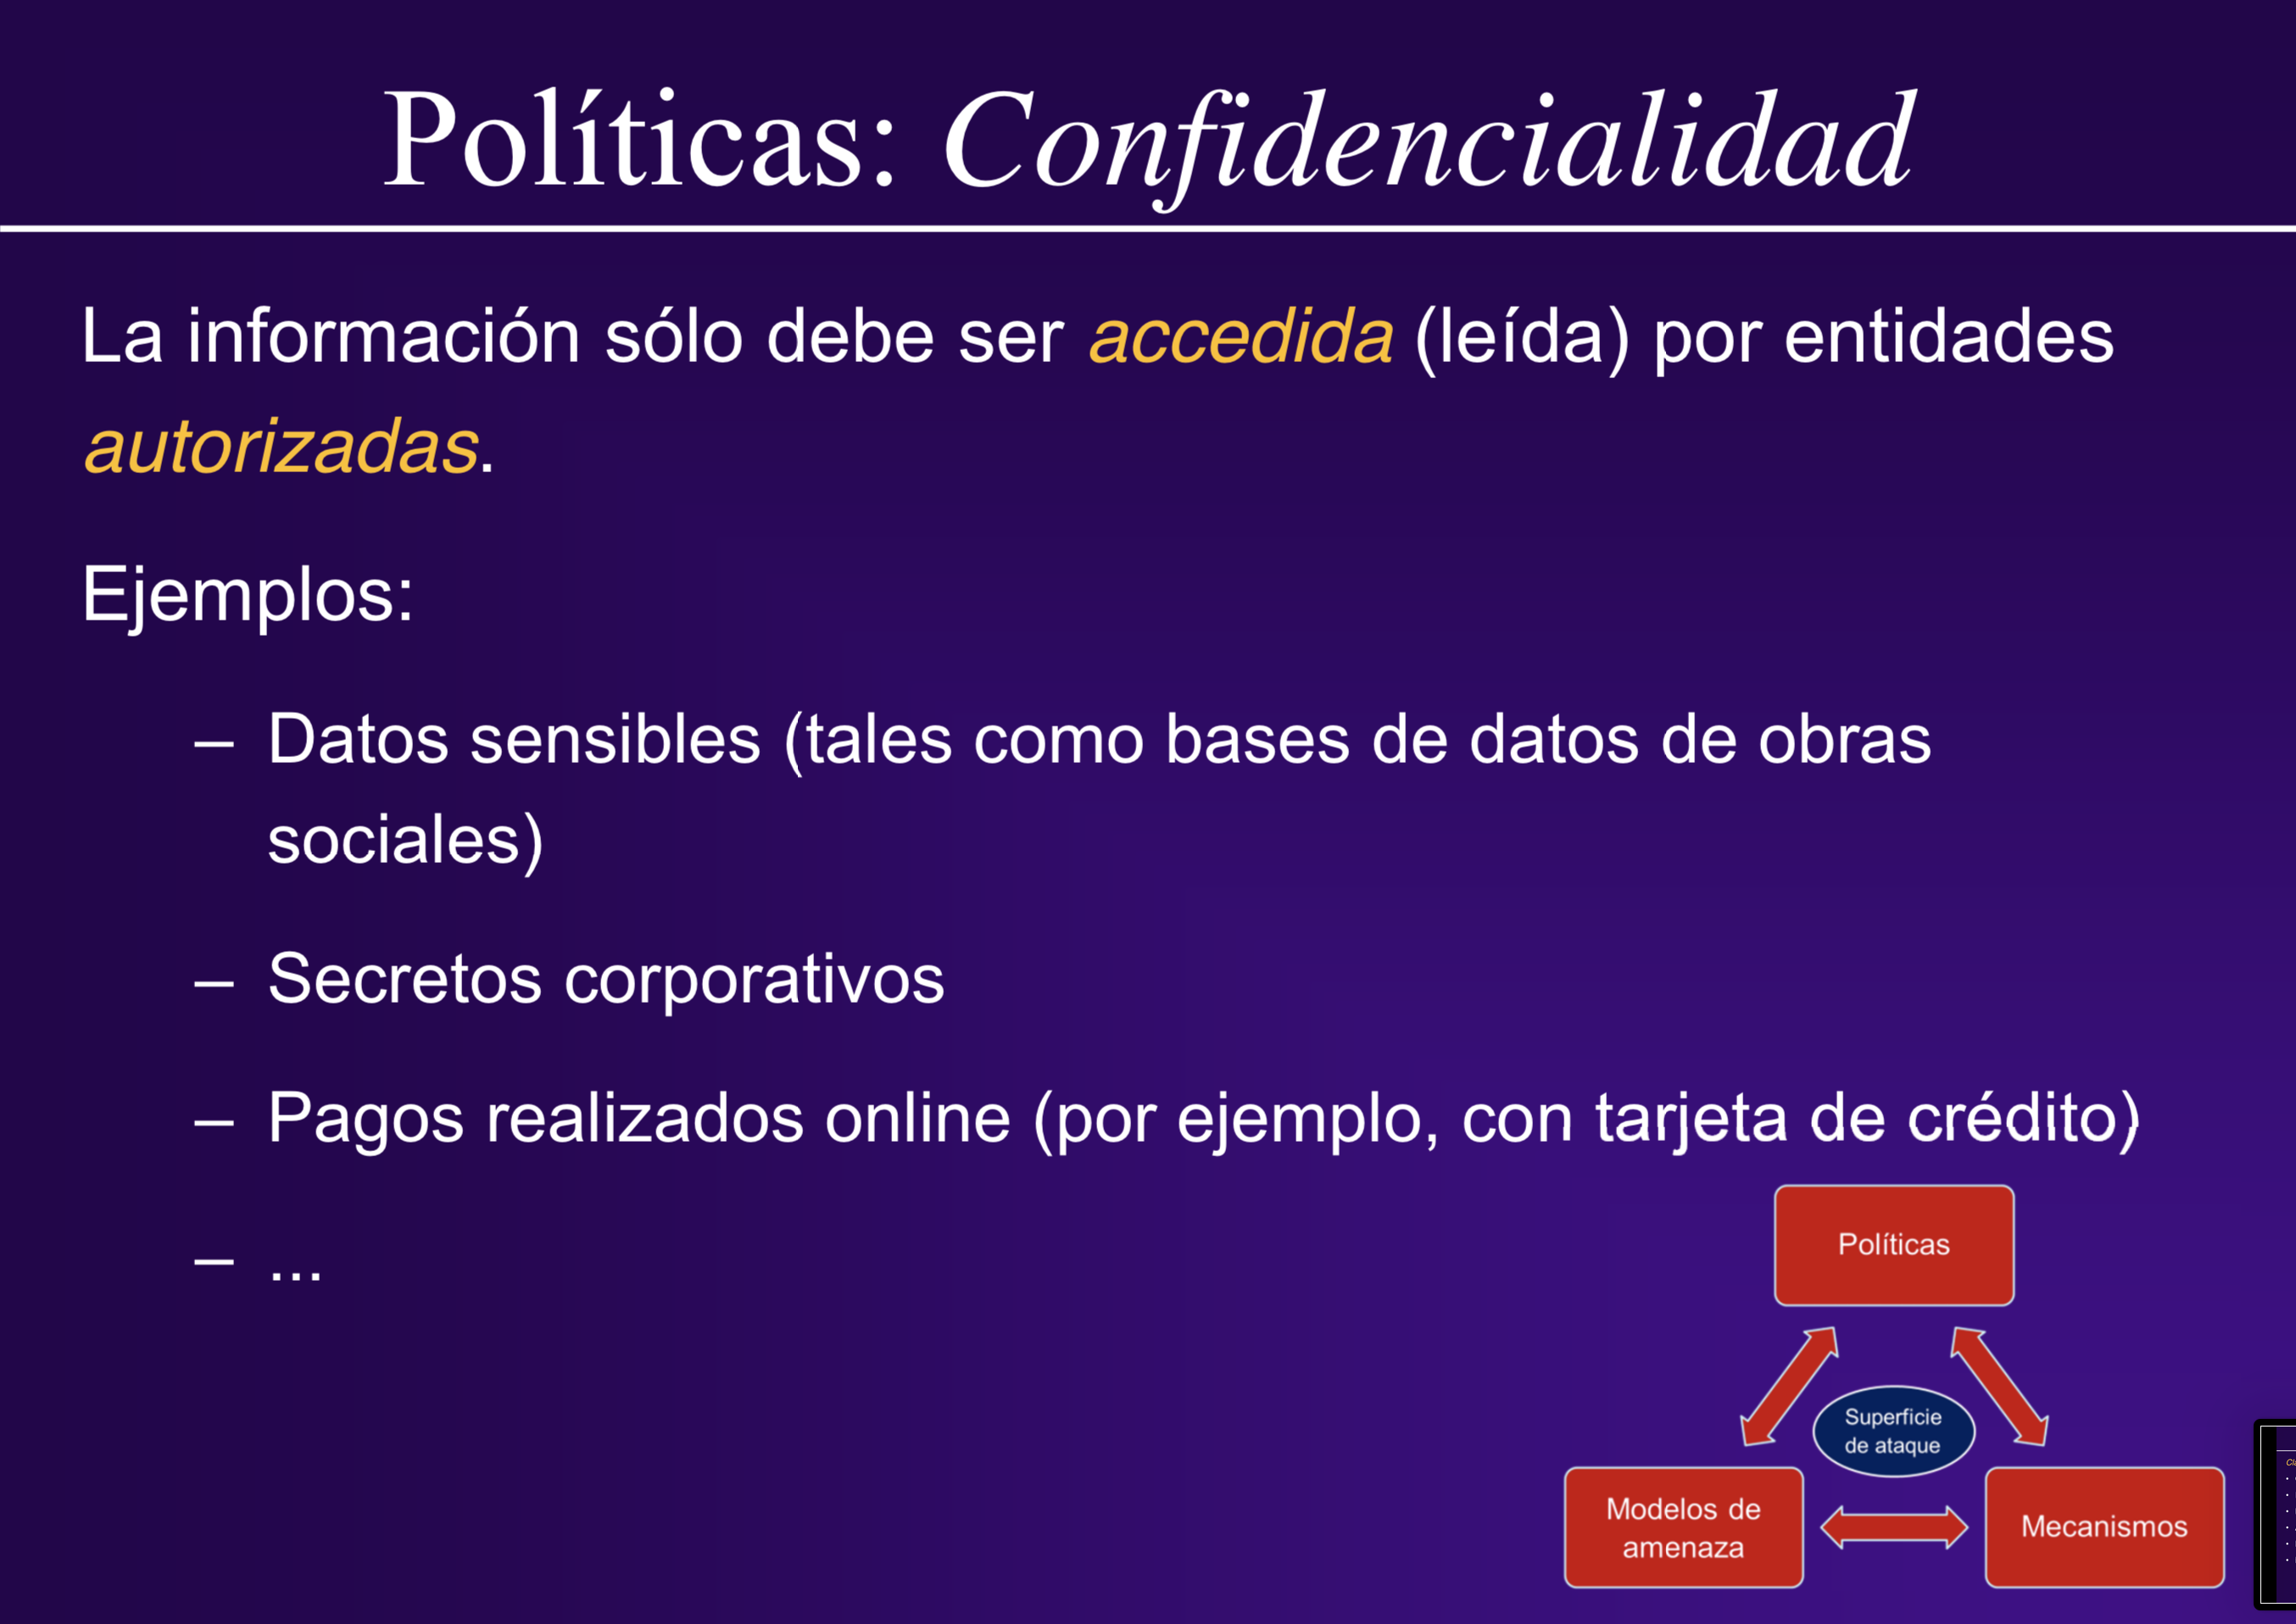 Políticas: Confidencialidad
La información sólo debe ser accedida (leída) por entidades
autorizadas.
Ejemplos:
– Datos sensibles (tales como bases de datos de obras
sociales)
– Secretos corporativos
– Pagos realizados online (por ejemplo, con tarjeta de crédito)
– ...
Políticas
Superficie
de ataque
Modelos de
amenaza
Mecanismos